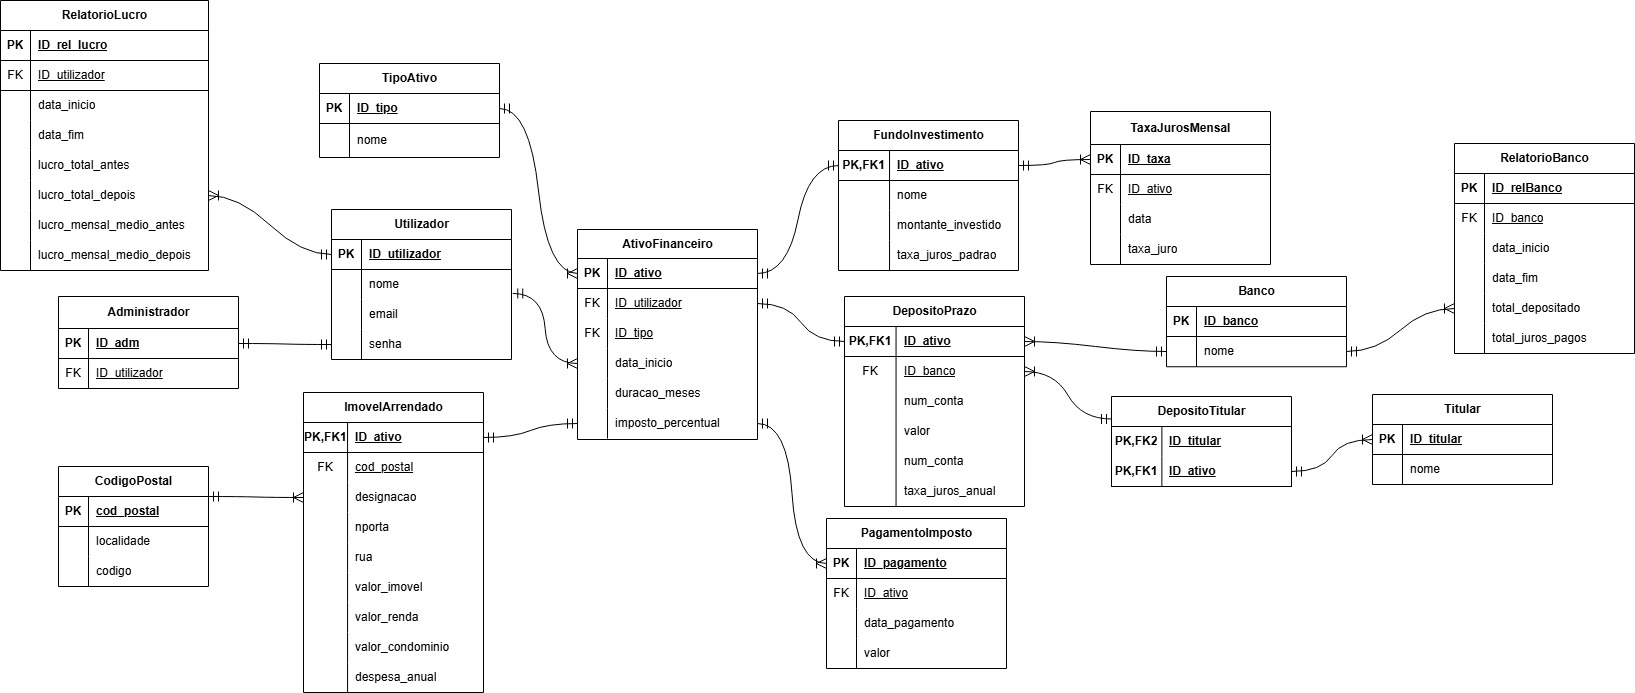 RelatorioLucro
PK ID_rel_lucro
FK ID_utilizador
data_inicio
data_fim
lucro_total_antes
lucro_total_depois
lucro_mensal_medio_antes
lucro_mensal_medio_depois
TipoAtivo
PK ID_tipo
nome
Utilizador
PK ID_utilizador
nome
email
senha
Administrador
PK ID_adm
FK ID_utilizador
ImovelArrendado
PK,FK1 ID_ativo
FK cod_postal
designacao
nporta
rua
valor_imovel
valor_renda
valor_condominio
despesa_anual
CodigoPostal
PK cod_postal
localidade
codigo
AtivoFinanceiro
PK ID_ativo
FK ID_utilizador
FK ID_tipo
data_inicio
duracao_meses
imposto_percentual
FundoInvestimento
PK,FK1 ID_ativo
nome
montante_investido
taxa_juros_padrao
TaxaJurosMensal
PK ID_taxa
FK ID_ativo
data
taxa_juro
DepositoPrazo
PK,FK1 ID_ativo
FK ID_banco
num_conta
valor
num_conta
taxa_juros_anual
Banco
PK ID_banco
nome
RelatorioBanco
PK ID_relBanco
FK ID_banco
data_inicio
data_fim
total_depositado
total_juros_pagos
DepositoTitular
PK,FK2 ID_titular
PK,FK1 ID_ativo
Titular
PK ID_titular
nome
PagamentoImposto
PK ID_pagamento
FK ID_ativo
data_pagamento
valor